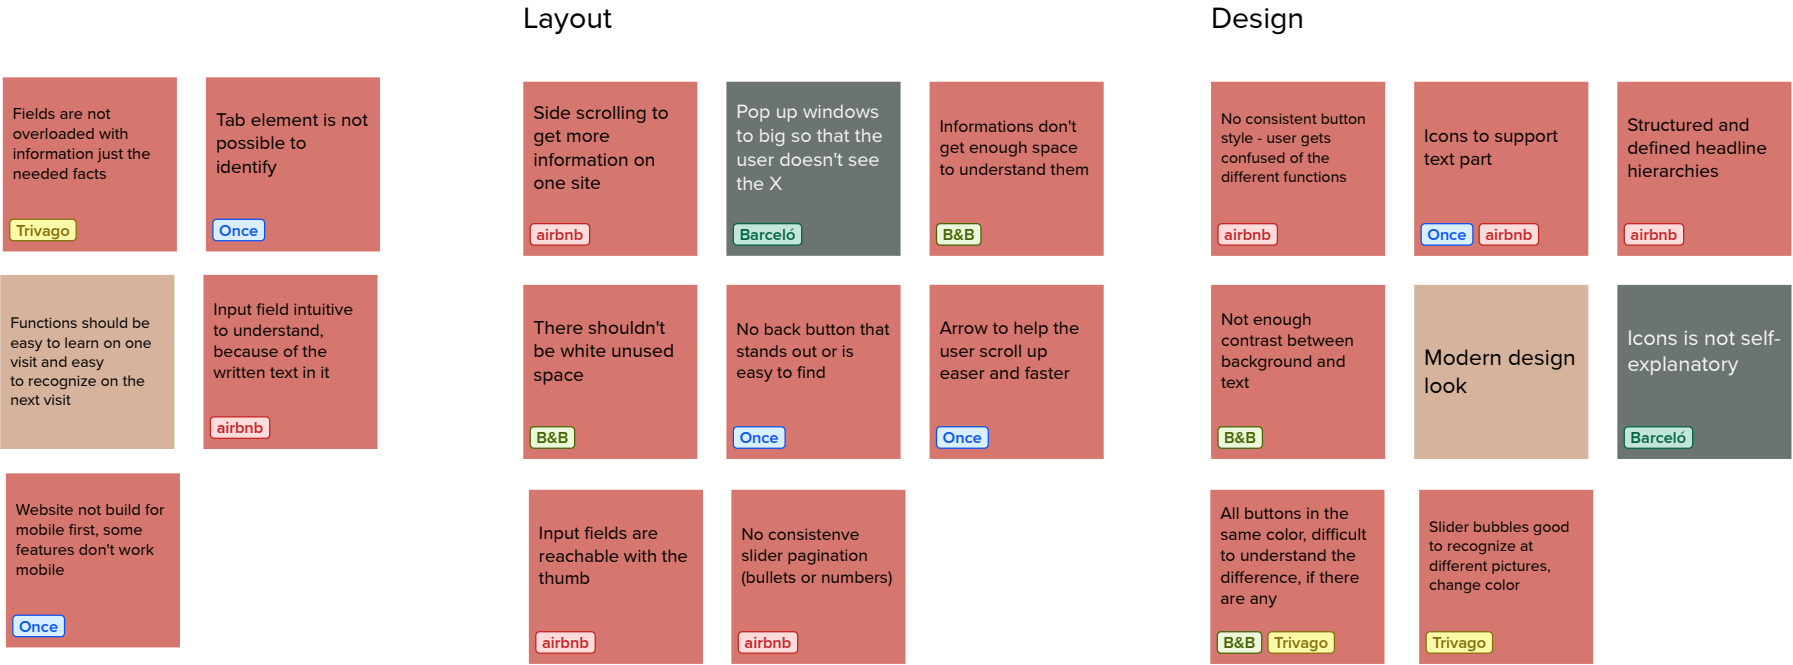 Layout
Design
Fields are not
overloaded with
information just the
needed facts
Trivago
Tab element is not
possible to
identify
Once
Functions should be
easy to learn on one
visit and easy
to recognize on the
next visit
Input field intuitive
to understand,
because of the
written text in it
airbnb
Website not build for
mobile first, some
features don't work
mobile
Once
Side scrolling to
get more
information on
one site
airbnb
Pop up windows
to big so that the
user doesn't see
the X
Barceló
Informations don't
get enough space
to understand them
B&B
There shouldn't
be white unused
space
B&B
No back button that
stands out or is
easy to find
Once
Arrow to help the
user scroll up
easer and faster
Once
Input fields are
reachable with the
thumb
airbnb
No consistenve
slider pagination
(bullets or numbers)
airbnb
No consistent button
style - user gets
confused of the
different functions
airbnb
Icons to support
text part
Once airbnb
Structured and
defined headline
hierarchies
airbnb
Not enough
contrast between
background and
text
B&B
Modern design
look
Icons is not self-
explanatory
Barceló
All buttons in the
same color, difficult
to understand the
difference, if there
are any
B&B Trivago
Slider bubbles good
to recognize at
different pictures,
change color
Trivago